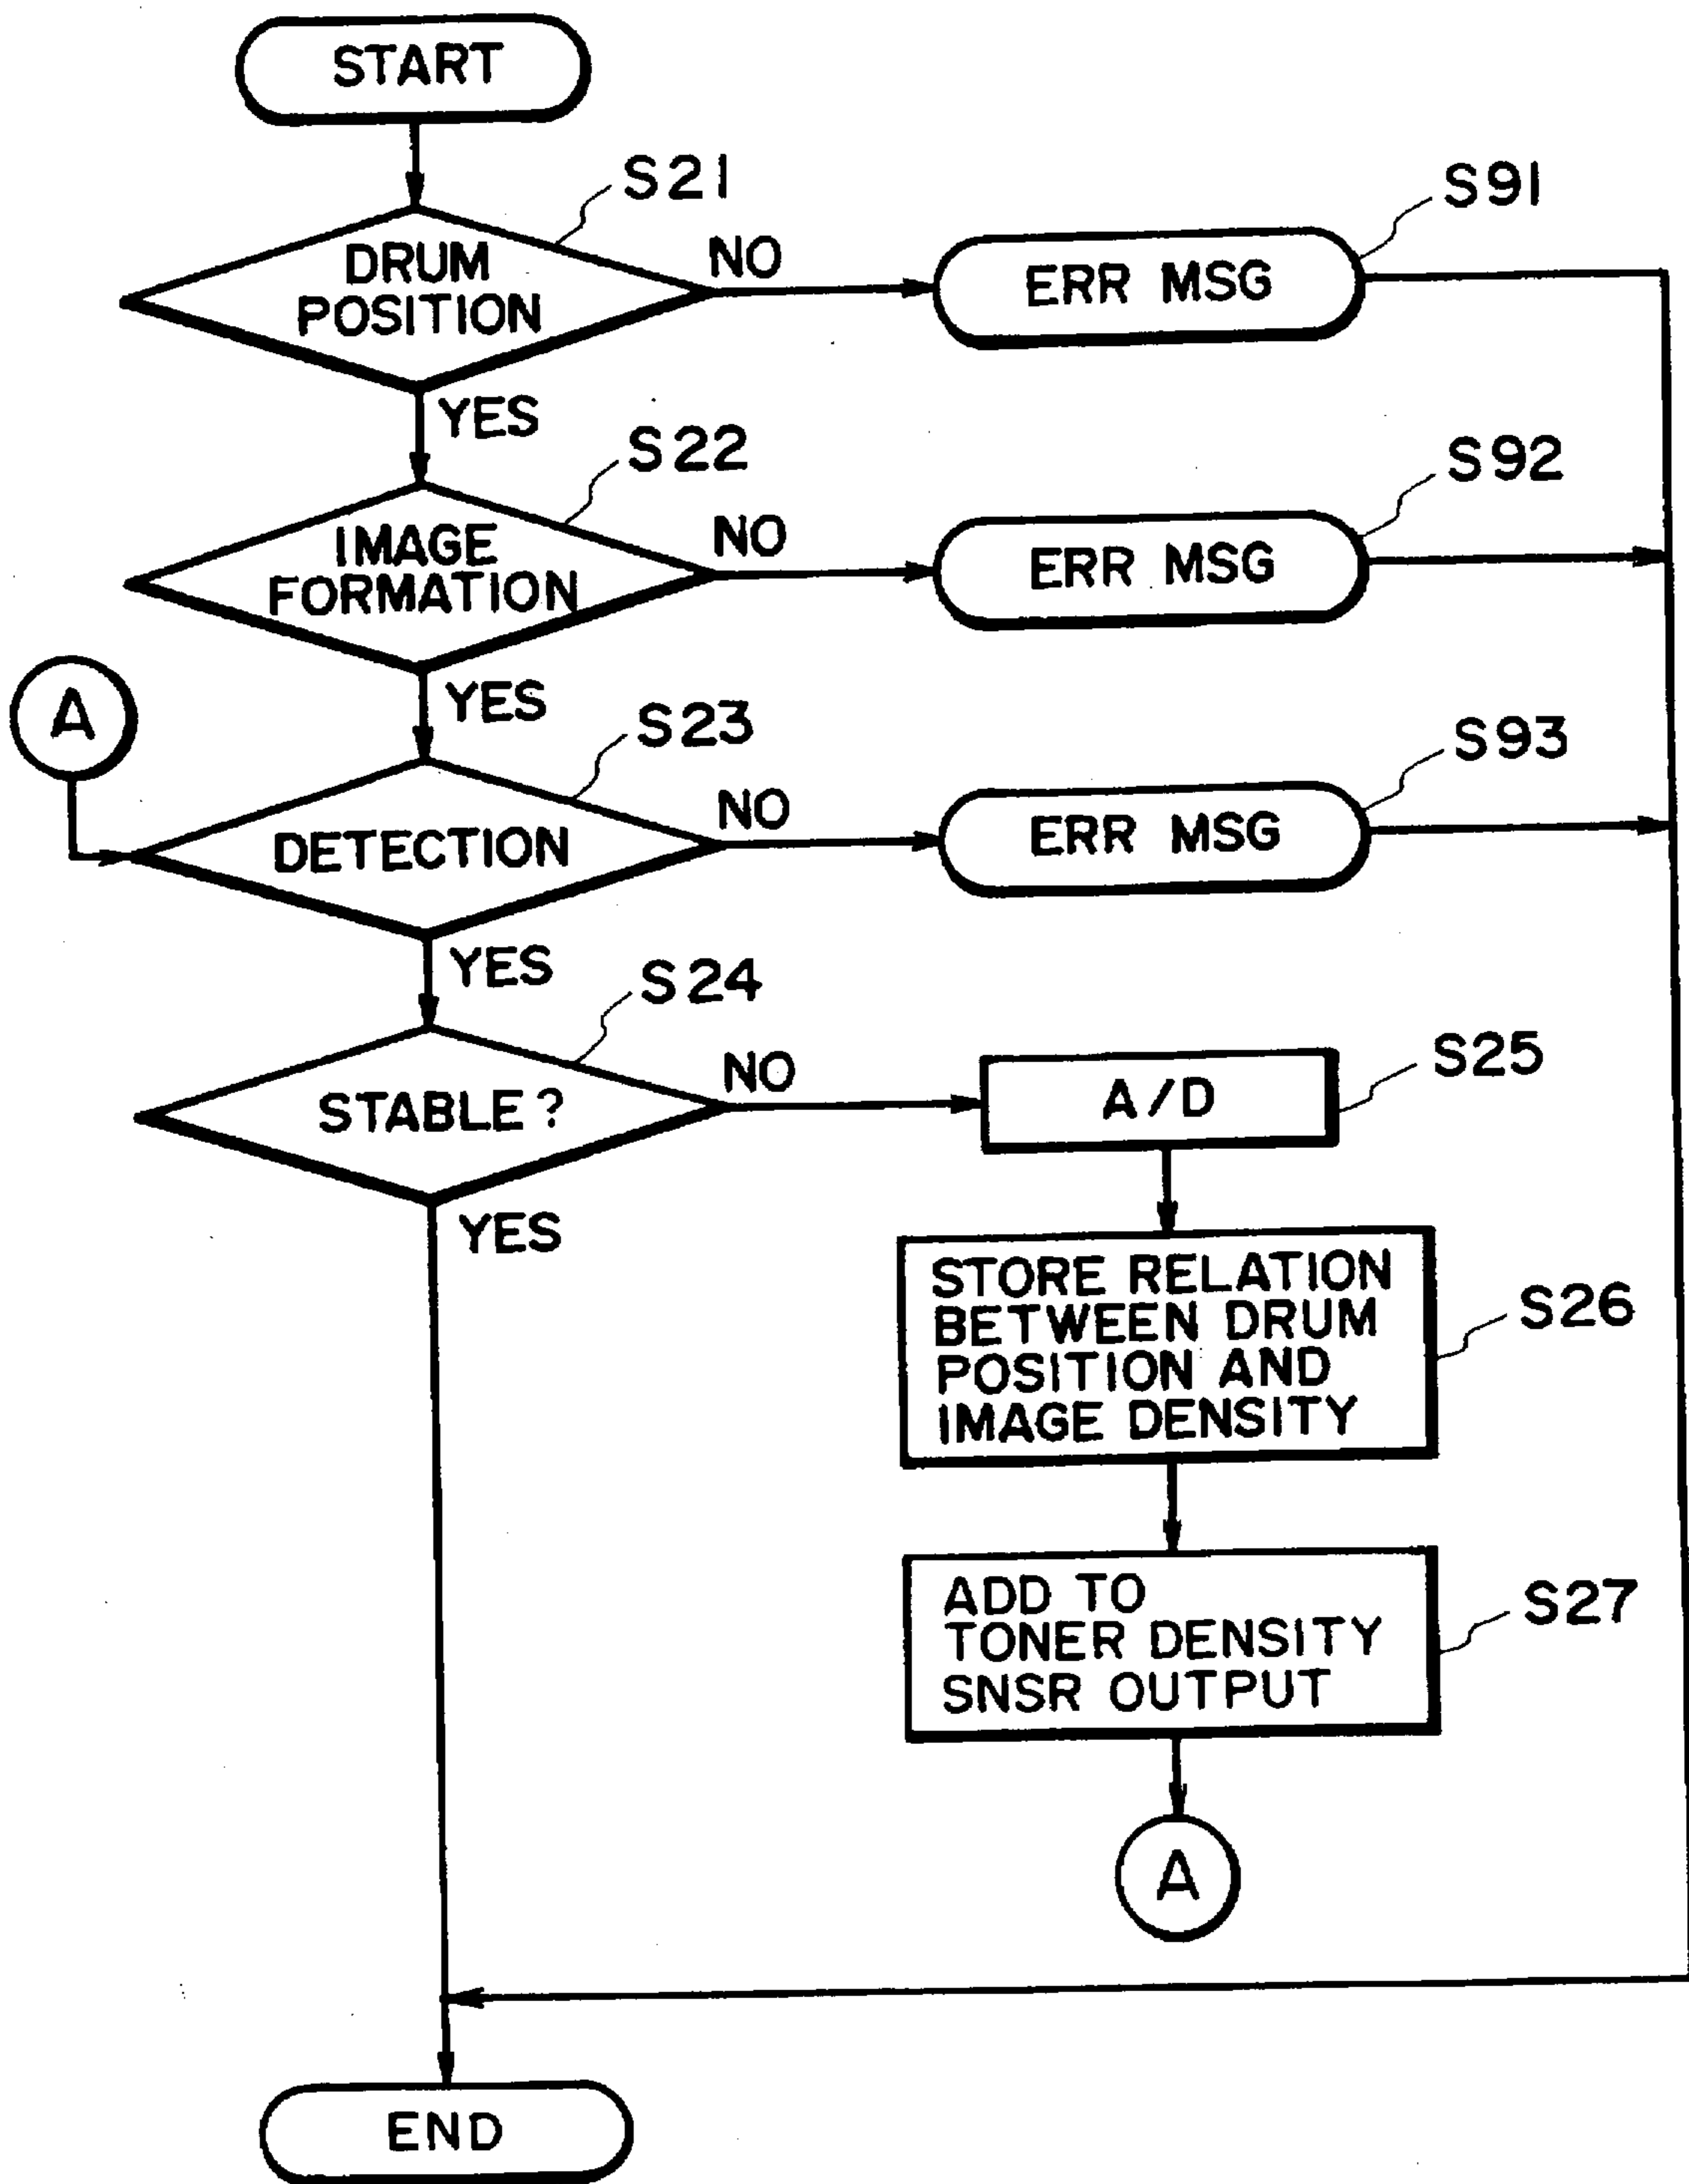 START
S21
DRUM
POSITION
NO
S91
ERR MSG
YES
S22
IMAGE
FORMATION
NO
S92
ERR MSG
YES
A
S23
DETECTION
NO
S93
ERR MSG
YES
S24
STABLE?
NO
S25
A/D
YES
STORE RELATION
BETWEEN DRUM
POSITION AND
IMAGE DENSITY
S26
ADD TO
TONER DENSITY
SNSR OUTPUT
S27
A
END